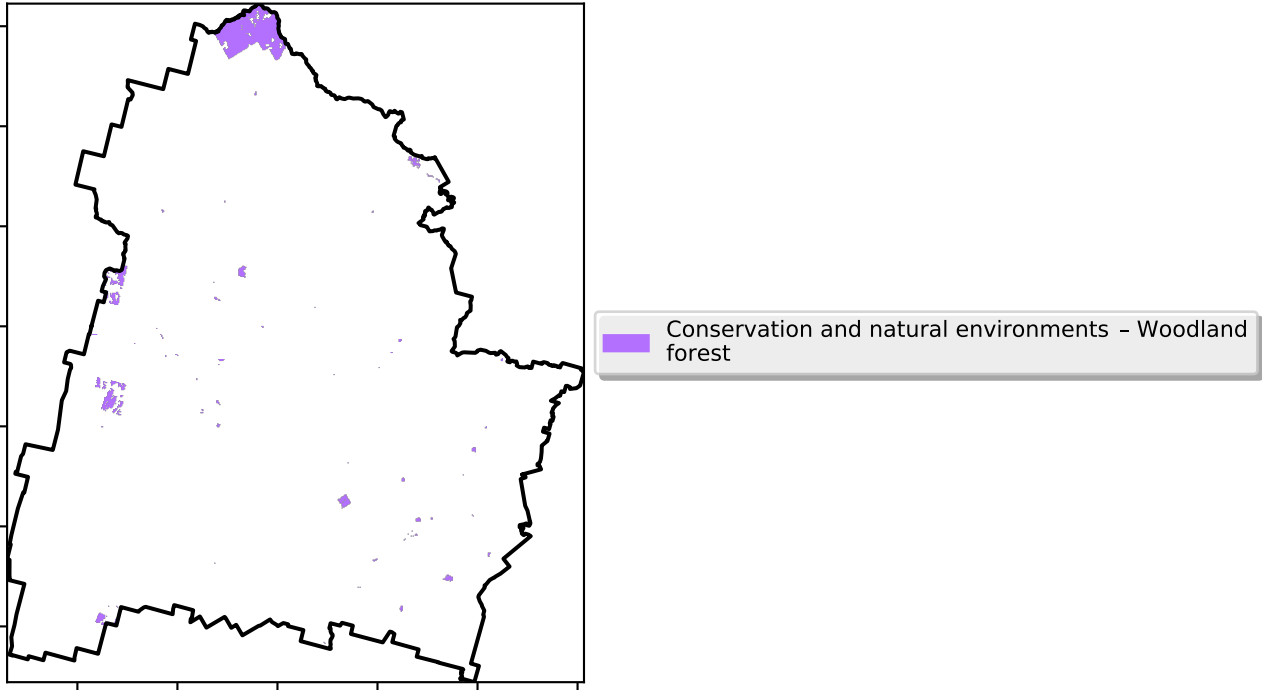 Conservation and natural environments – Woodland
forest